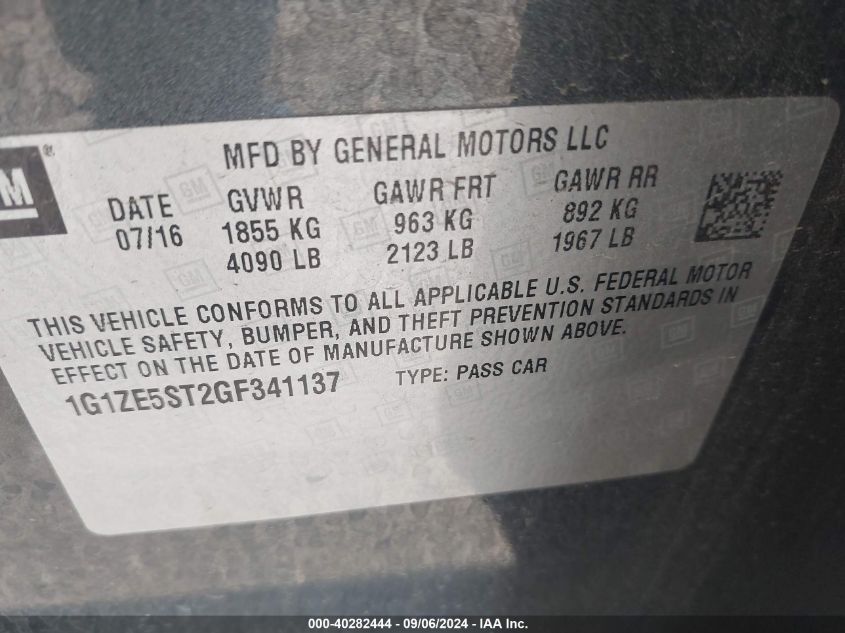 GM ®
MFD BY GENERAL MOTORS LLC
DATE GVWR GAWR FRT GAWR RR
07/16 1855 KG 963 KG 892 KG
4090 LB 2123 LB 1967 LB
THIS VEHICLE CONFORMS TO ALL APPLICABLE U.S. FEDERAL MOTOR
VEHICLE SAFETY, BUMPER, AND THEFT PREVENTION STANDARDS IN
EFFECT ON THE DATE OF MANUFACTURE SHOWN ABOVE.
1G1ZE5ST2GF341137 TYPE: PASS CAR
000-40282444 - 09/06/2024 - IAA Inc.